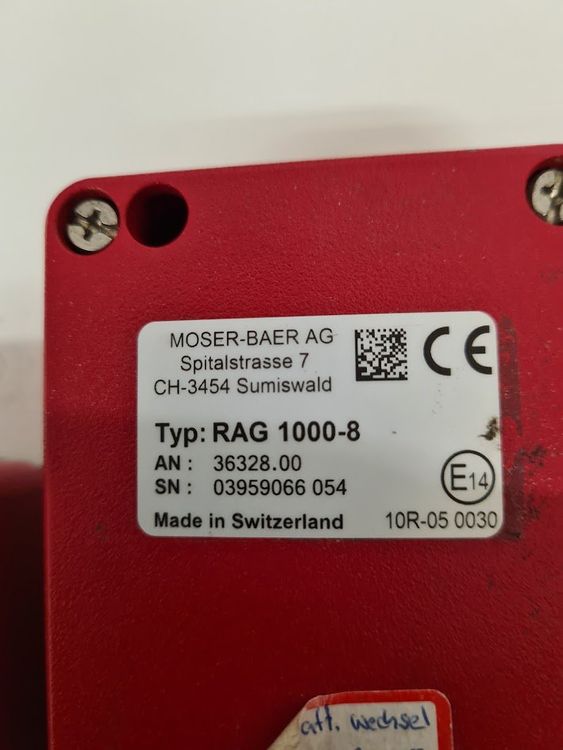 MOSER-BAER AG
Spitalstrasse 7
CH-3454 Sumiswald
CE
Typ: RAG 1000-8
AN : 36328.00
SN : 03959066 054
E14
Made in Switzerland 10R-05 0030
aft. wechsel